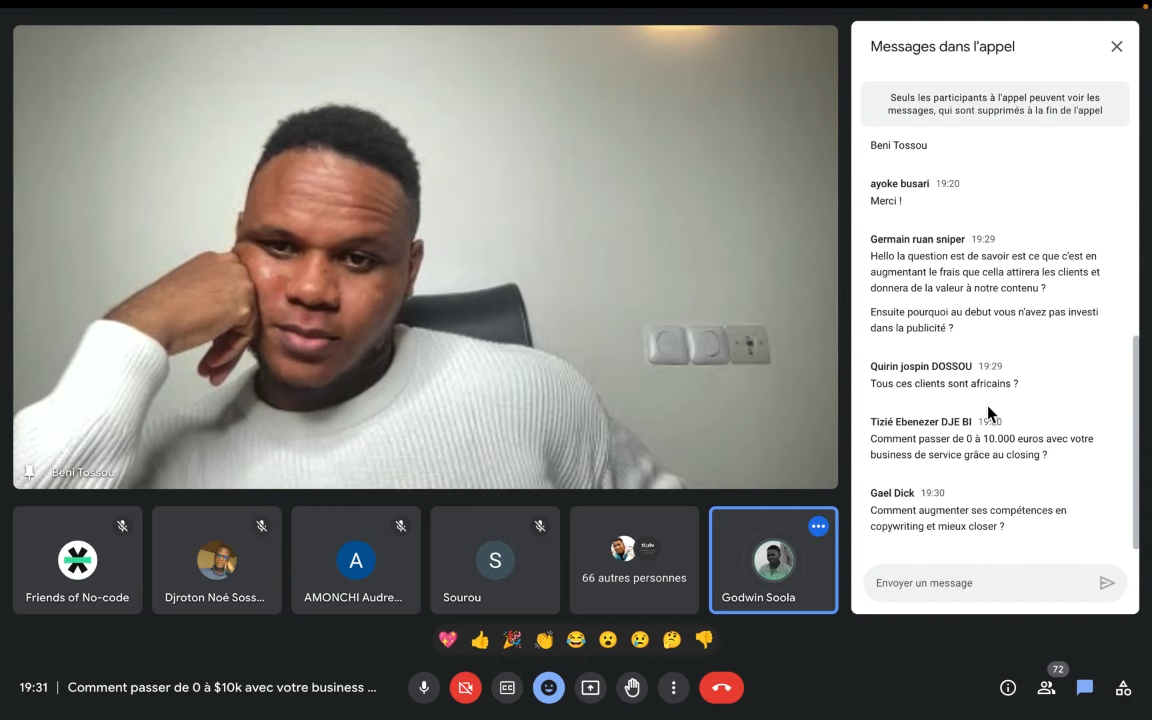 Messages dans l'appel
Seuls les participants à l'appel peuvent voir les
messages, qui sont supprimés à la fin de l'appel
Beni Tossou
ayoke busari 19:20
Merci !
Germain ruan sniper 19:29
Hello la question est de savoir est ce que c'est en
augmentant le frais que cella attirera les clients et
donnera de la valeur à notre contenu ?
Ensuite pourquoi au debut vous n'avez pas investi
dans la publicité ?
Quirin jospin DOSSOU 19:29
Tous ces clients sont africains ?
Tizié Ebenezer DJE BI
Comment passer de 0 à 10.000 euros avec votre
business de service grâce au closing ?
Gael Dick 19:30
Comment augmenter ses compétences en
copywriting et mieux closer ?
Envoyer un message
Beni Tossou
Friends of No-code
Djroton Noé Soss...
A
AMONCHI Audre...
S
Sourou
66 autres personnes
Godwin Soola
19:31 | Comment passer de 0 à $10k avec votre business ...
72